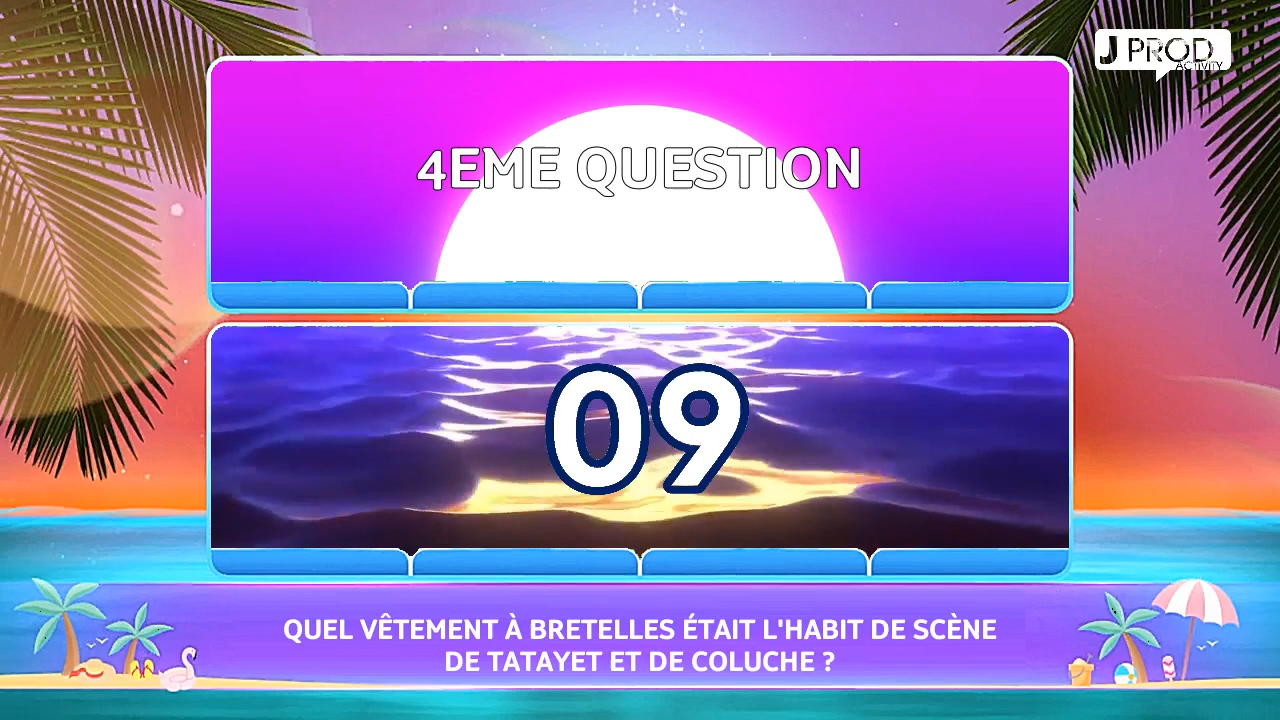 J PROD
ACTIVITY
4EME QUESTION
09
QUEL VÊTEMENT À BRETELLES ÉTAIT L'HABIT DE SCÈNE
DE TATAYET ET DE COLUCHE ?